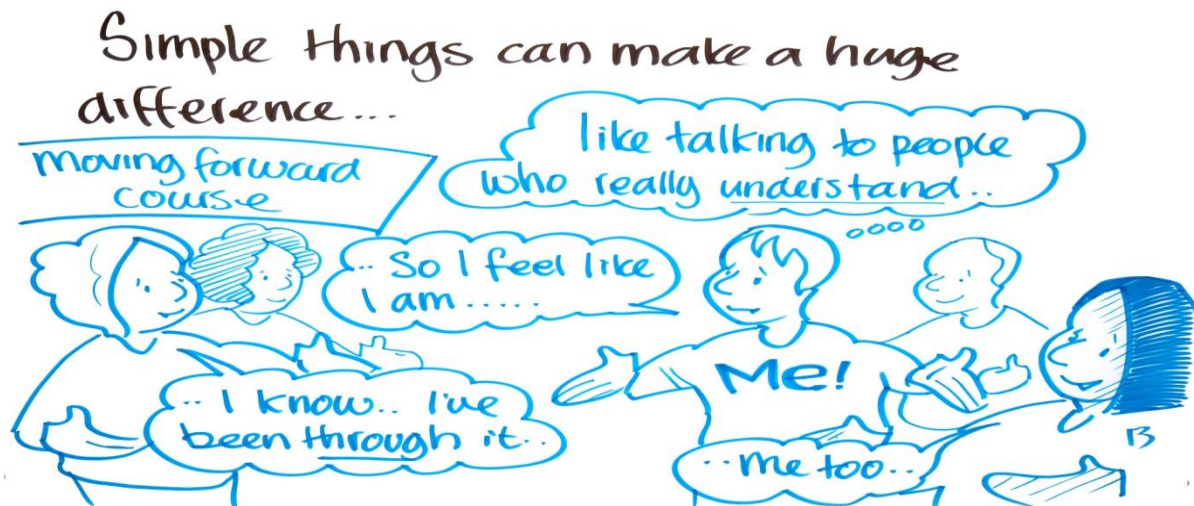 Simple things can make a huge
difference...
moving forward
course
like talking to people
who really understand..
.. So I feel like
I am.....
Me!
.. I know.. I've
been through it..
..me too..